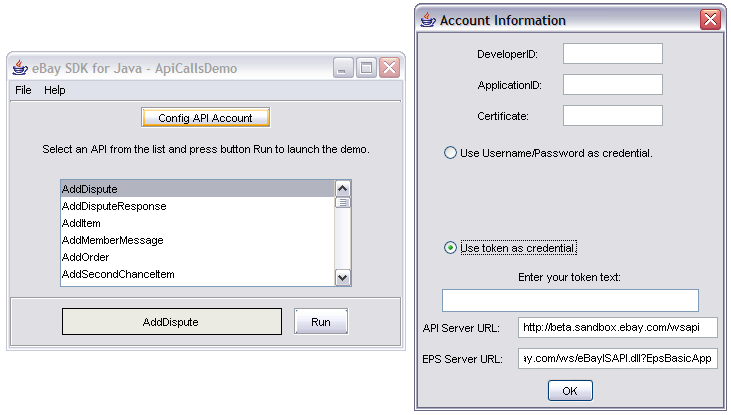 eBay SDK for Java - ApiCallsDemo
File Help
Config API Account
Select an API from the list and press button Run to launch the demo.
AddDispute
AddDisputeResponse
AddItem
AddMemberMessage
AddOrder
AddSecondChanceItem
AddDispute Run
Account Information
DeveloperID:
ApplicationID:
Certificate:
Use Username/Password as credential.
Use token as credential.
Enter your token text:
API Server URL: http://beta.sandbox.ebay.com/wsapi
EPS Server URL: ay.com/ws/eBayISAPI.dll?EpsBasicApp
OK